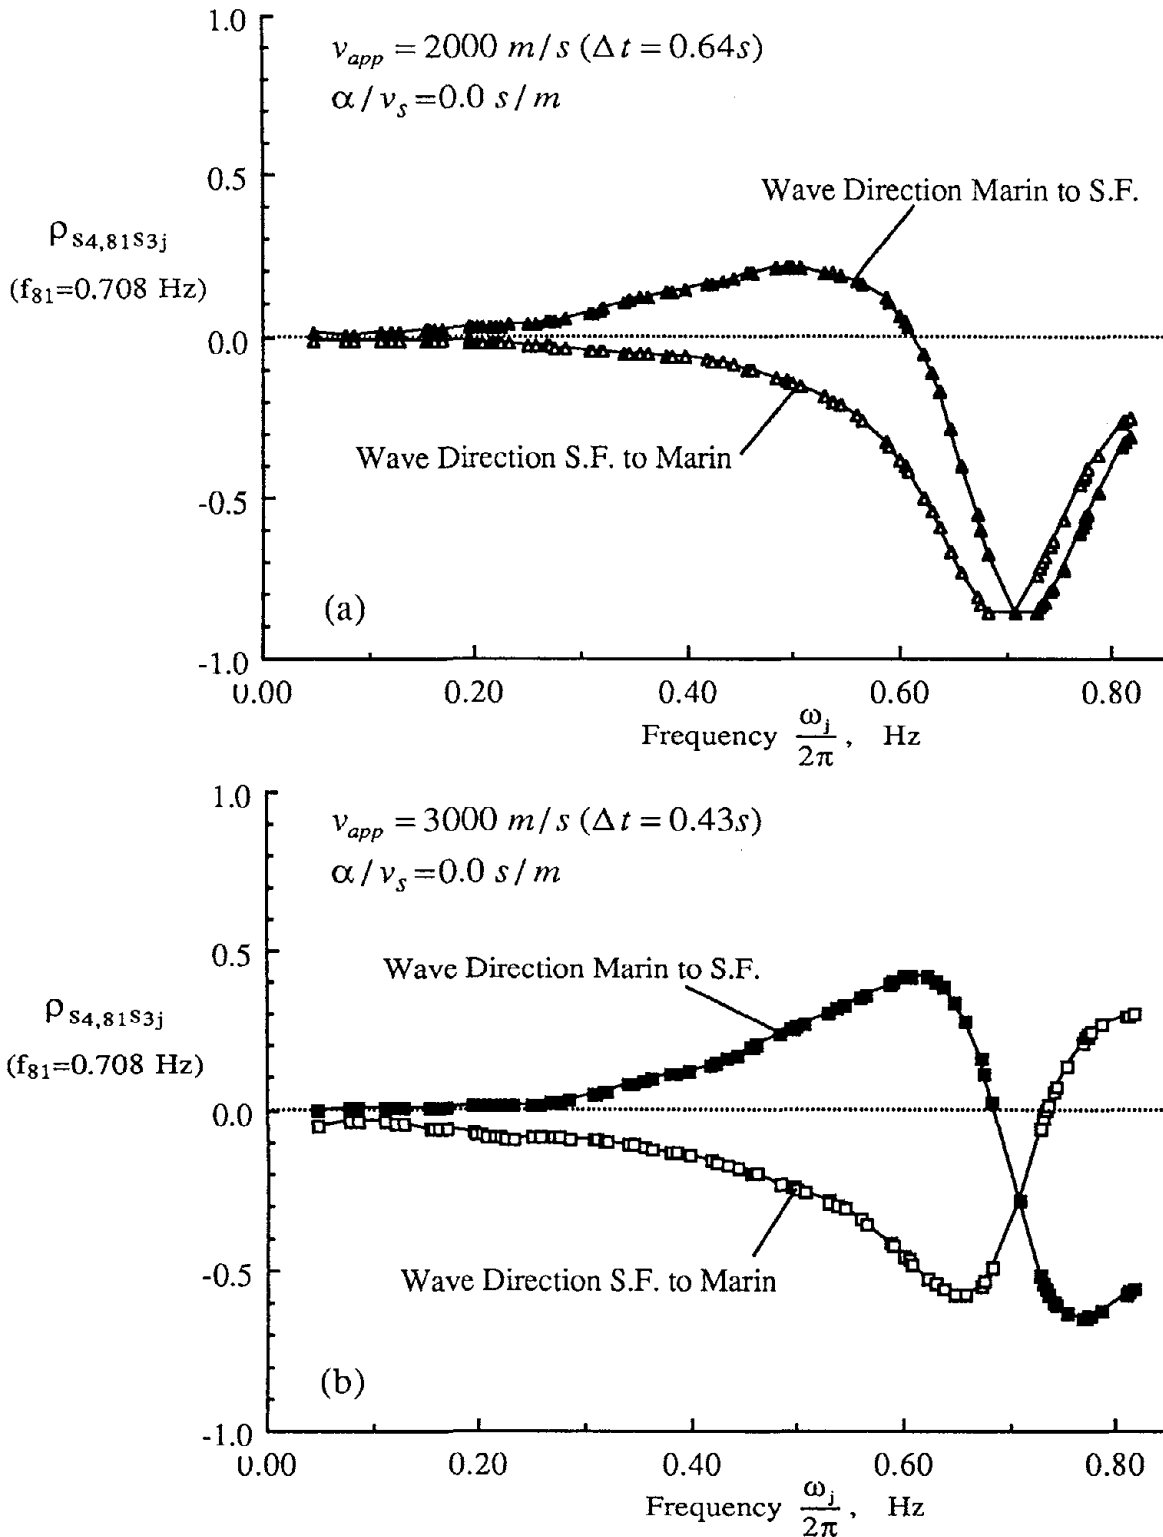 1.0
v_app = 2000 m/s (Δt = 0.64s)
α/v_s = 0.0 s/m
0.5
Wave Direction Marin to S.F.
ρ_s4,81s3j
(f_81=0.708 Hz)
0.0
Wave Direction S.F. to Marin
-0.5
(a)
-1.0
0.00 0.20 0.40 0.60 0.80
Frequency ω_j/2π, Hz
1.0
v_app = 3000 m/s (Δt = 0.43s)
α/v_s = 0.0 s/m
0.5
Wave Direction Marin to S.F.
ρ_s4,81s3j
(f_81=0.708 Hz)
0.0
-0.5
Wave Direction S.F. to Marin
(b)
-1.0
0.00 0.20 0.40 0.60 0.80
Frequency ω_j/2π, Hz